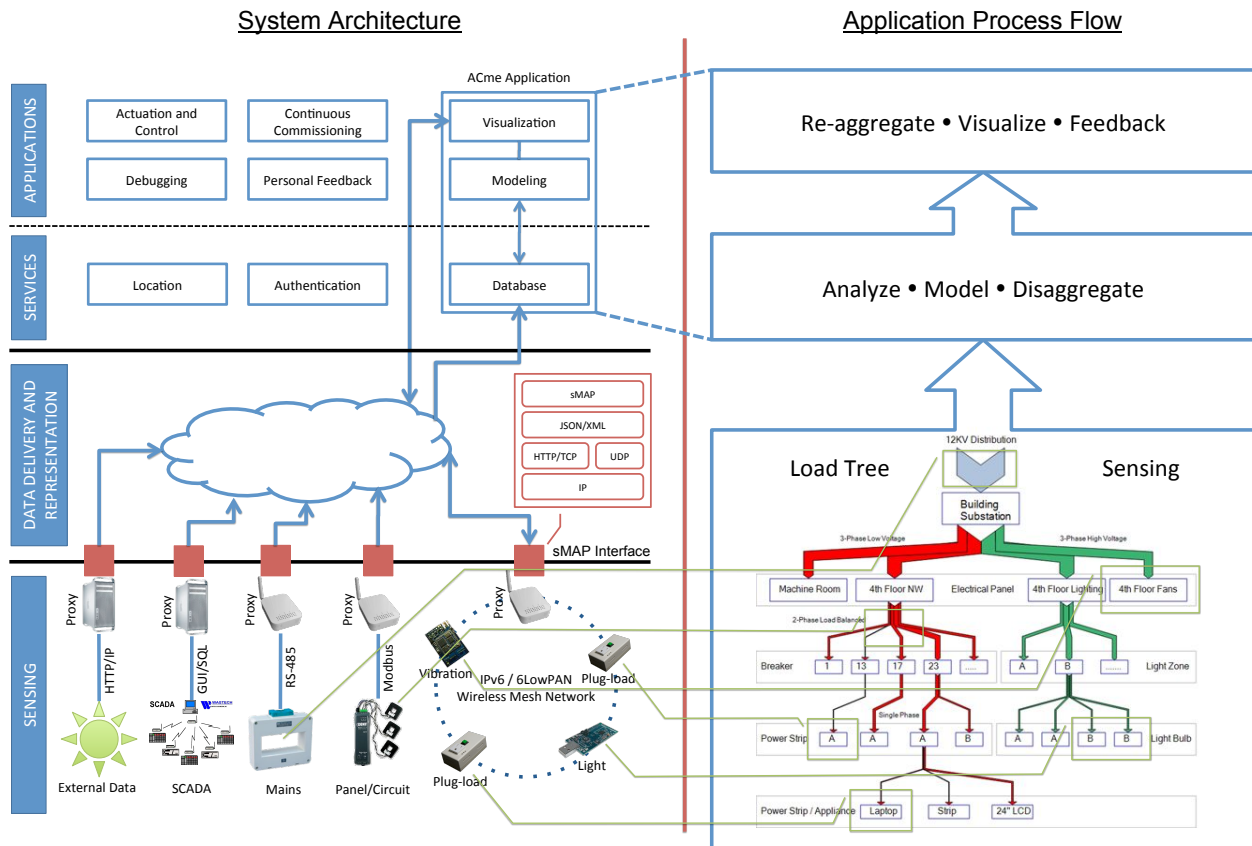 System Architecture
Application Process Flow
APPLICATIONS
Actuation and
Control
Continuous
Commissioning
Debugging
Personal Feedback
ACme Application
Visualization
Modeling
SERVICES
Location
Authentication
Database
Re-aggregate • Visualize • Feedback
Analyze • Model • Disaggregate
DATA DELIVERY AND
REPRESENTATION
sMAP
JSON/XML
HTTP/TCP
UDP
IP
sMAP Interface
SENSING
Proxy
Proxy
Proxy
Proxy
Proxy
HTTP/IP
GUI/SQL
RS-485
Modbus
SCADA
External Data
SCADA
Mains
Panel/Circuit
Vibration
IPv6 / 6LowPAN
Wireless Mesh Network
Plug-load
Plug-load
Light
Load Tree
Sensing
12KV Distribution
Building
Substation
3-Phase Low Voltage
3-Phase High Voltage
Machine Room
4th Floor NW
Electrical Panel
4th Floor Lighting
4th Floor Fans
2-Phase Load Balanced
Breaker
1
13
17
23
.....
A
B
.......
Light Zone
Single Phase
Power Strip
A
A
A
B
A
A
B
B
Light Bulb
Power Strip / Appliance
Laptop
Strip
24" LCD